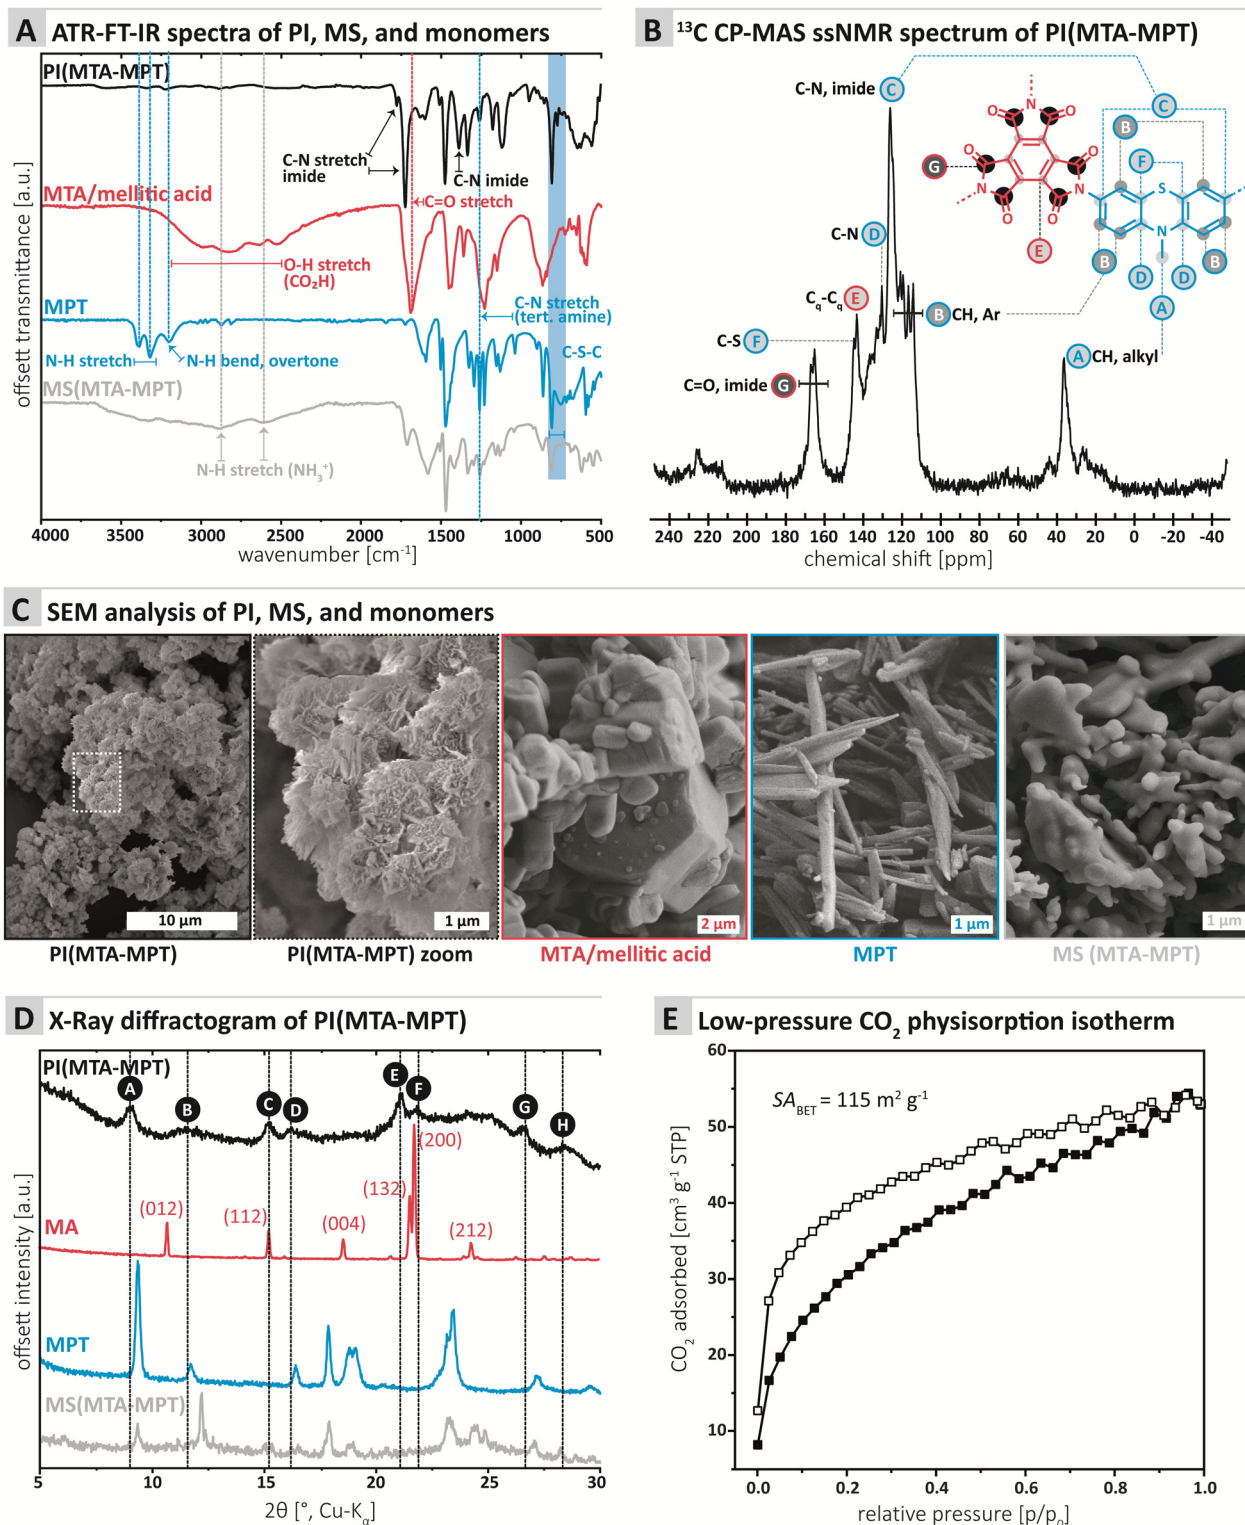 A ATR-FT-IR spectra of PI, MS, and monomers
PI(MTA-MPT)
C-N stretch
imide
C-N imide
MTA/mellitic acid
C=O stretch
O-H stretch
(CO2H)
MPT
C-N stretch
(tert. amine)
N-H stretch
N-H bend, overtone
C-S-C
MS(MTA-MPT)
N-H stretch (NH3+)
offsett transmittance [a.u.]
4000 3500 3000 2500 2000 1500 1000 500
wavenumber [cm-1]
B 13C CP-MAS ssNMR spectrum of PI(MTA-MPT)
C-N, imide C
C
B
B
F
G
C-N D
E
B
D
D
A
S
N
N
N
N
O
O
O
O
O
O
Cq-Cq E
B CH, Ar
C-S F
A CH, alkyl
C=O, imide G
240 220 200 180 160 140 120 100 80 60 40 20 0 -20 -40
chemical shift [ppm]
C SEM analysis of PI, MS, and monomers
10 µm
1 µm
2 µm
1 µm
1 µm
PI(MTA-MPT)
PI(MTA-MPT) zoom
MTA/mellitic acid
MPT
MS (MTA-MPT)
D X-Ray diffractogram of PI(MTA-MPT)
PI(MTA-MPT)
A
B
C
D
E
F
G
H
MA
(012)
(112)
(004)
(132)
(200)
(212)
MPT
MS(MTA-MPT)
offsett intensity [a.u.]
5 10 15 20 25 30
2θ [°, Cu-Kα]
E Low-pressure CO2 physisorption isotherm
SABET = 115 m2 g-1
CO2 adsorbed [cm3 g-1 STP]
60
50
40
30
20
10
0.0 0.2 0.4 0.6 0.8 1.0
relative pressure [p/p0]